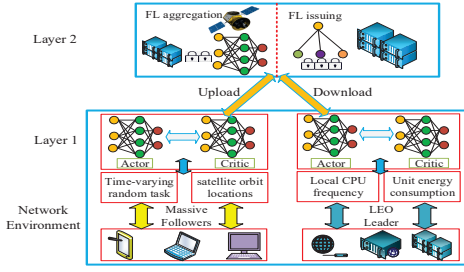 FL aggregation
FL issuing
Layer 2
Upload
Download
Layer 1
Actor
Critic
Actor
Critic
Time-varying
random task
satellite orbit
locations
Local CPU
frequency
Unit energy
consumption
Network
Environment
Massive
Followers
LEO
Leader